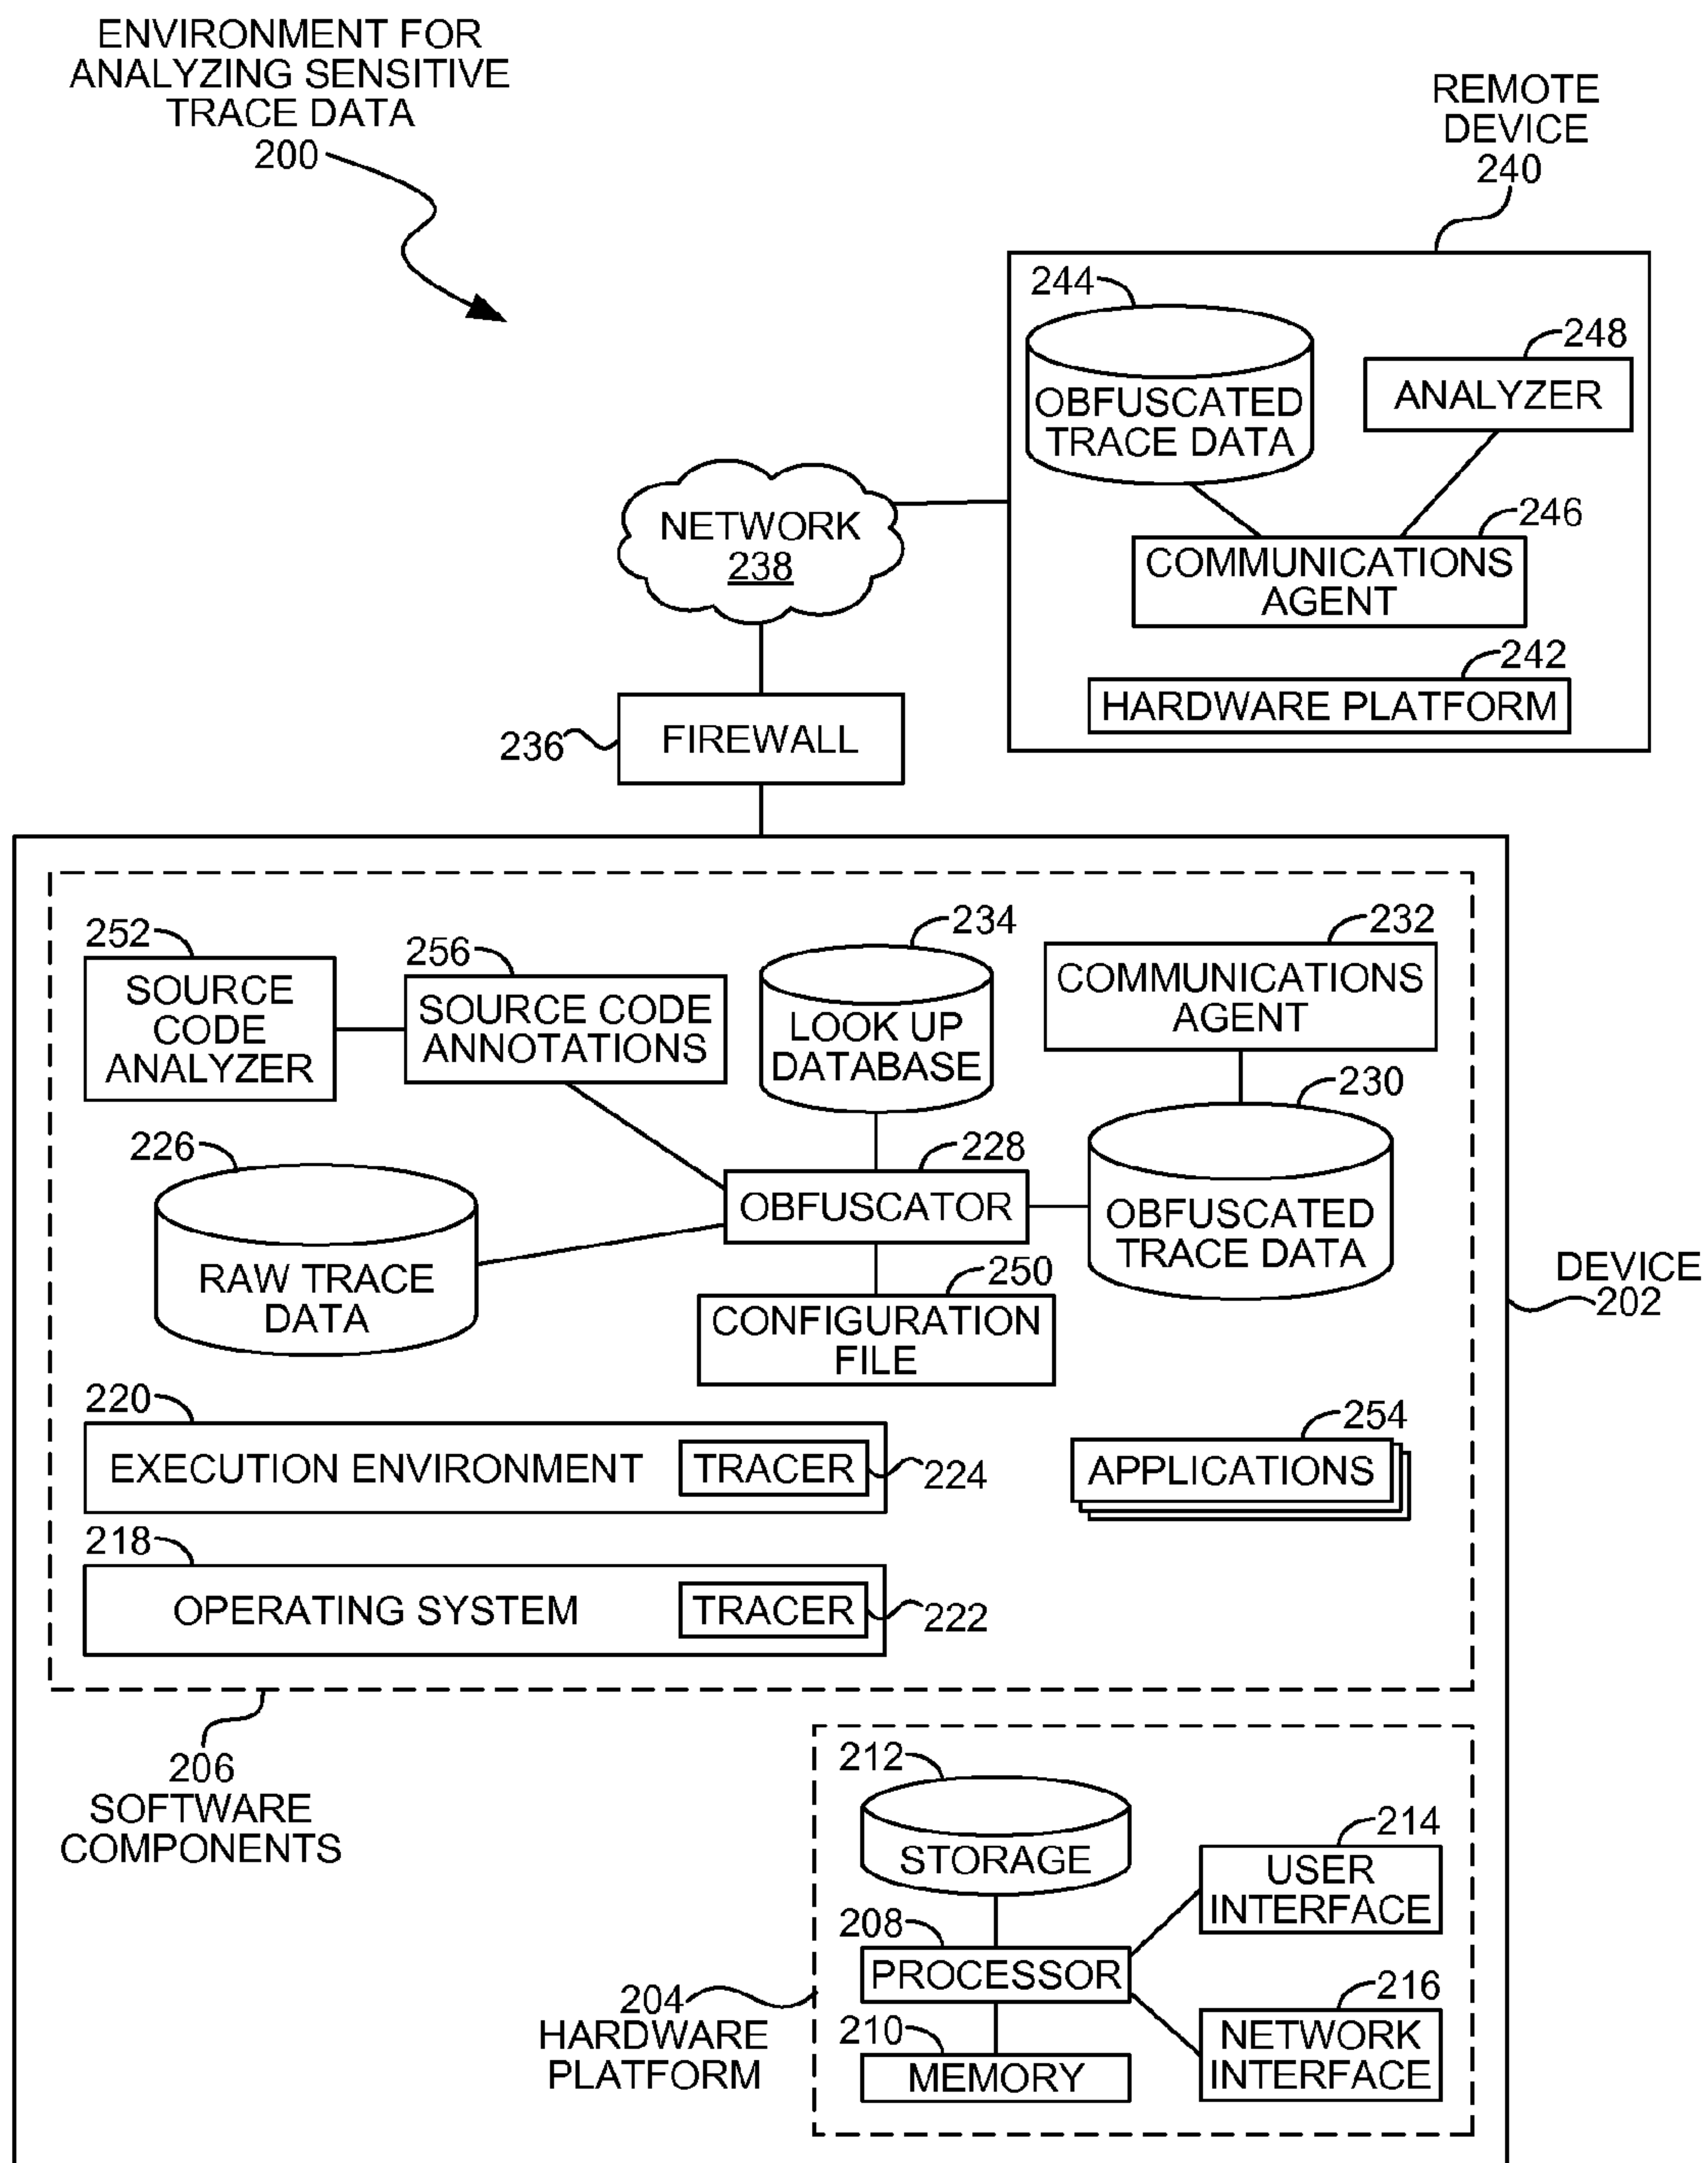 ENVIRONMENT FOR
ANALYZING SENSITIVE
TRACE DATA
200
REMOTE
DEVICE
240
244
OBFUSCATED
TRACE DATA
248
ANALYZER
246
COMMUNICATIONS
AGENT
242
HARDWARE PLATFORM
NETWORK
238
236
FIREWALL
252
SOURCE
CODE
ANALYZER
256
SOURCE CODE
ANNOTATIONS
234
LOOK UP
DATABASE
232
COMMUNICATIONS
AGENT
230
OBFUSCATED
TRACE DATA
226
RAW TRACE
DATA
228
OBFUSCATOR
250
CONFIGURATION
FILE
DEVICE
202
220
EXECUTION ENVIRONMENT
TRACER
224
254
APPLICATIONS
218
OPERATING SYSTEM
TRACER
222
206
SOFTWARE
COMPONENTS
212
STORAGE
214
USER
INTERFACE
208
PROCESSOR
204
HARDWARE
PLATFORM
216
NETWORK
INTERFACE
210
MEMORY